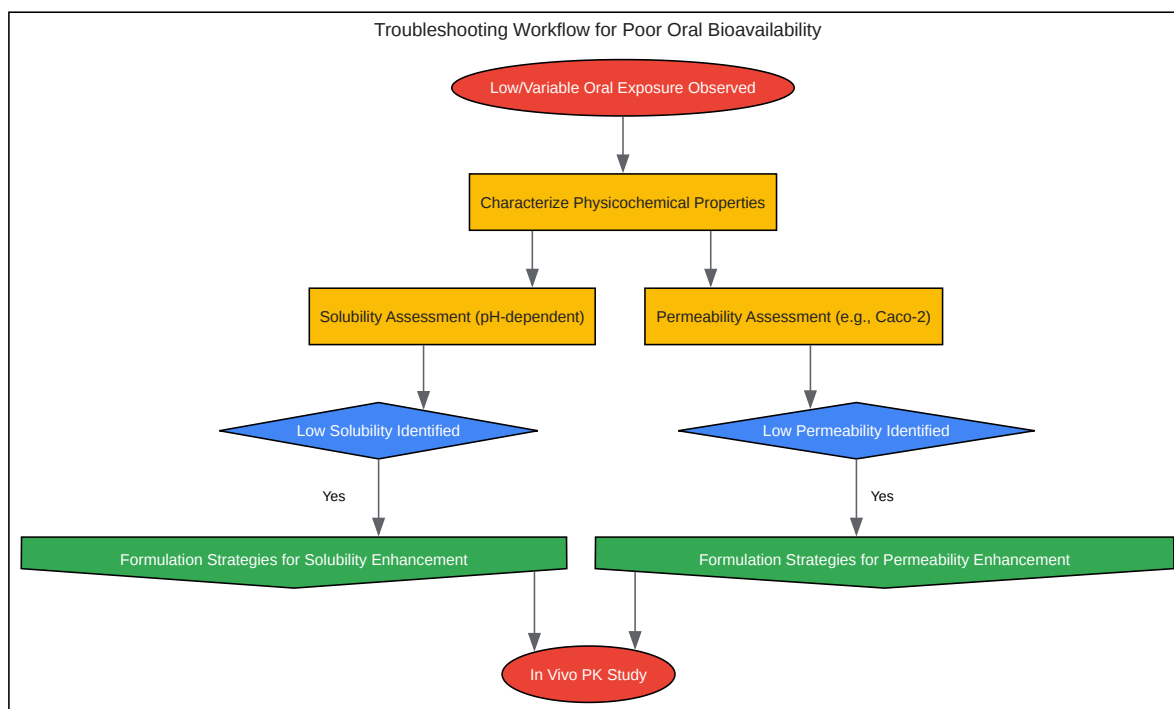 Troubleshooting Workflow for Poor Oral Bioavailability
Low/Variable Oral Exposure Observed
Characterize Physicochemical Properties
Solubility Assessment (pH-dependent)
Permeability Assessment (e.g., Caco-2)
Low Solubility Identified
Low Permeability Identified
Yes
Yes
Formulation Strategies for Solubility Enhancement
Formulation Strategies for Permeability Enhancement
In Vivo PK Study